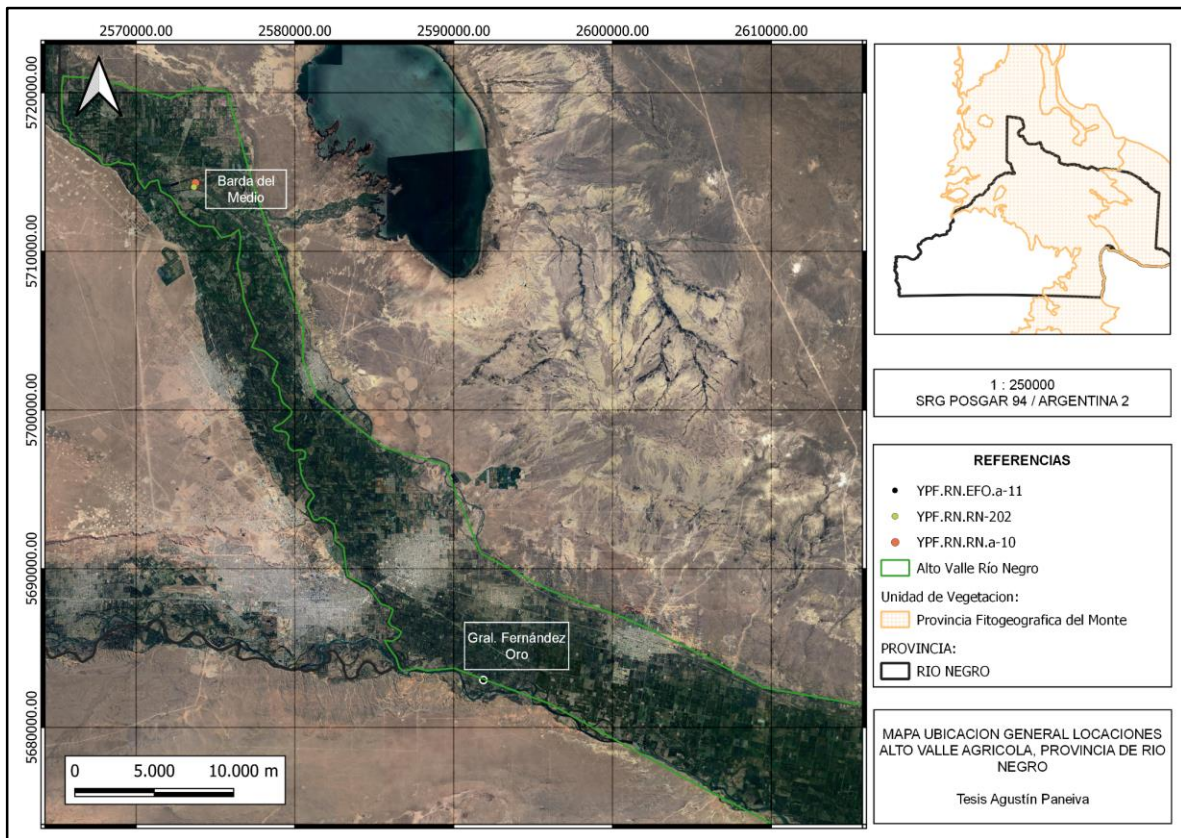 2570000.00
2580000.00
2590000.00
2600000.00
2610000.00
5720000.00
5710000.00
5700000.00
5690000.00
5680000.00
Barda del
Medio
Gral. Fernández
Oro
0
5.000
10.000 m
1 : 250000
SRG POSGAR 94 / ARGENTINA 2
REFERENCIAS
YPF.RN.EFO.a-11
YPF.RN.RN-202
YPF.RN.RN.a-10
Alto Valle Río Negro
Unidad de Vegetacion:
Provincia Fitogeografica del Monte
PROVINCIA:
RIO NEGRO
MAPA UBICACION GENERAL LOCACIONES
ALTO VALLE AGRICOLA, PROVINCIA DE RIO
NEGRO
Tesis Agustín Paneiva